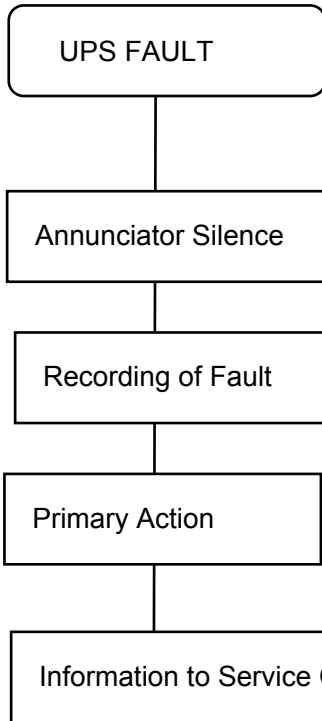 UPS FAULT
Annunciator Silence
Recording of Fault
Primary Action
Information to Service